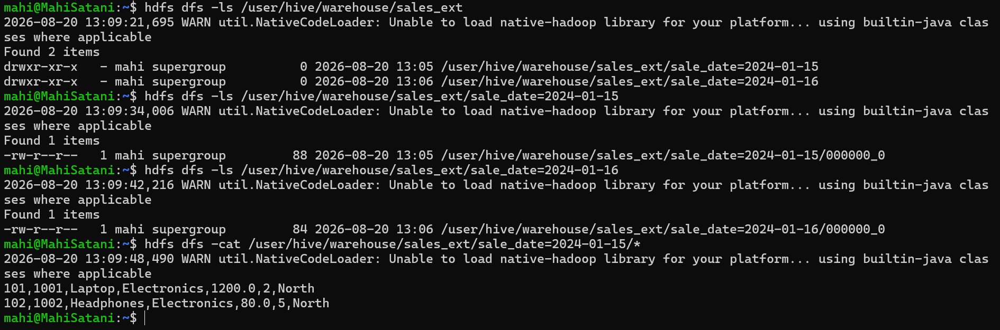 mahi@MahiSatani:~$ hdfs dfs -ls /user/hive/warehouse/sales_ext
2026-08-20 13:09:21,695 WARN util.NativeCodeLoader: Unable to load native-hadoop library for your platform... using builtin-java clas
ses where applicable
Found 2 items
drwxr-xr-x   - mahi supergroup          0 2026-08-20 13:05 /user/hive/warehouse/sales_ext/sale_date=2024-01-15
drwxr-xr-x   - mahi supergroup          0 2026-08-20 13:06 /user/hive/warehouse/sales_ext/sale_date=2024-01-16
mahi@MahiSatani:~$ hdfs dfs -ls /user/hive/warehouse/sales_ext/sale_date=2024-01-15
2026-08-20 13:09:34,006 WARN util.NativeCodeLoader: Unable to load native-hadoop library for your platform... using builtin-java clas
ses where applicable
Found 1 items
-rw-r--r--   1 mahi supergroup         88 2026-08-20 13:05 /user/hive/warehouse/sales_ext/sale_date=2024-01-15/000000_0
mahi@MahiSatani:~$ hdfs dfs -ls /user/hive/warehouse/sales_ext/sale_date=2024-01-16
2026-08-20 13:09:42,216 WARN util.NativeCodeLoader: Unable to load native-hadoop library for your platform... using builtin-java clas
ses where applicable
Found 1 items
-rw-r--r--   1 mahi supergroup         84 2026-08-20 13:06 /user/hive/warehouse/sales_ext/sale_date=2024-01-16/000000_0
mahi@MahiSatani:~$ hdfs dfs -cat /user/hive/warehouse/sales_ext/sale_date=2024-01-15/*
2026-08-20 13:09:48,490 WARN util.NativeCodeLoader: Unable to load native-hadoop library for your platform... using builtin-java clas
ses where applicable
101,1001,Laptop,Electronics,1200.0,2,North
102,1002,Headphones,Electronics,80.0,5,North
mahi@MahiSatani:~$